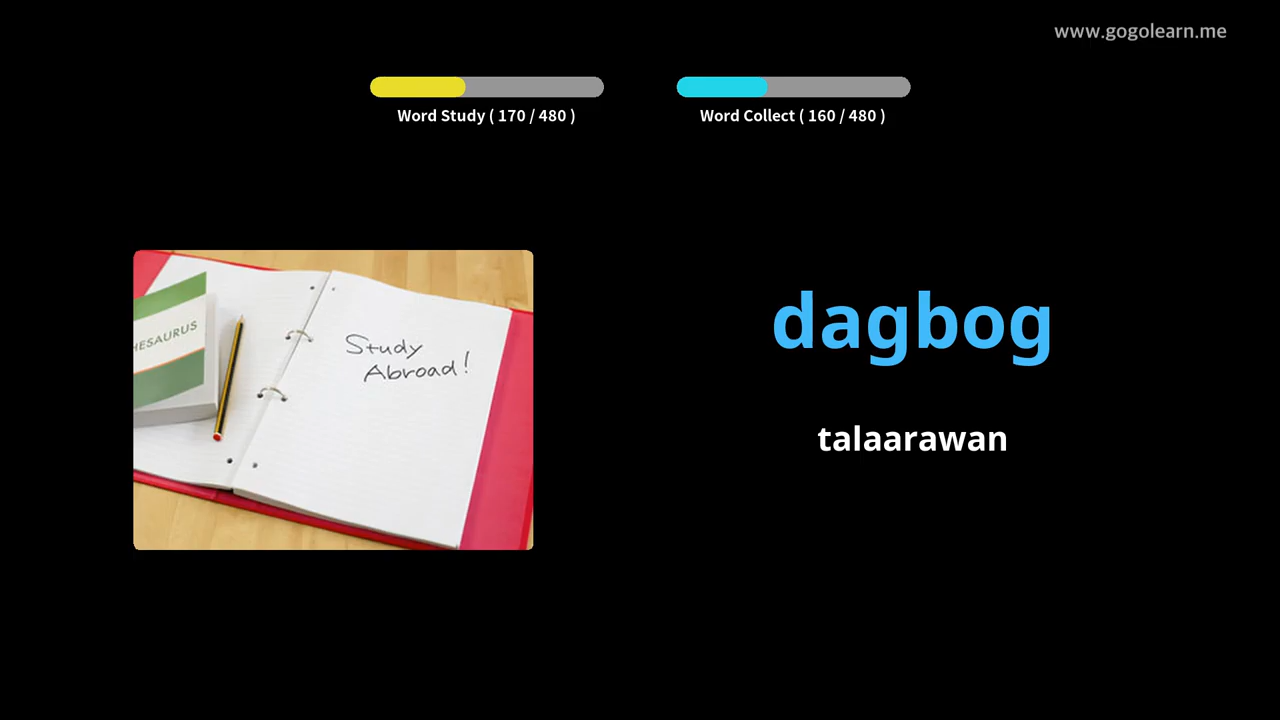 www.gogolearn.me
Word Study ( 170 / 480 )
Word Collect ( 160 / 480 )
HESAURUS
Study
Abroad!
dagbog
talaarawan